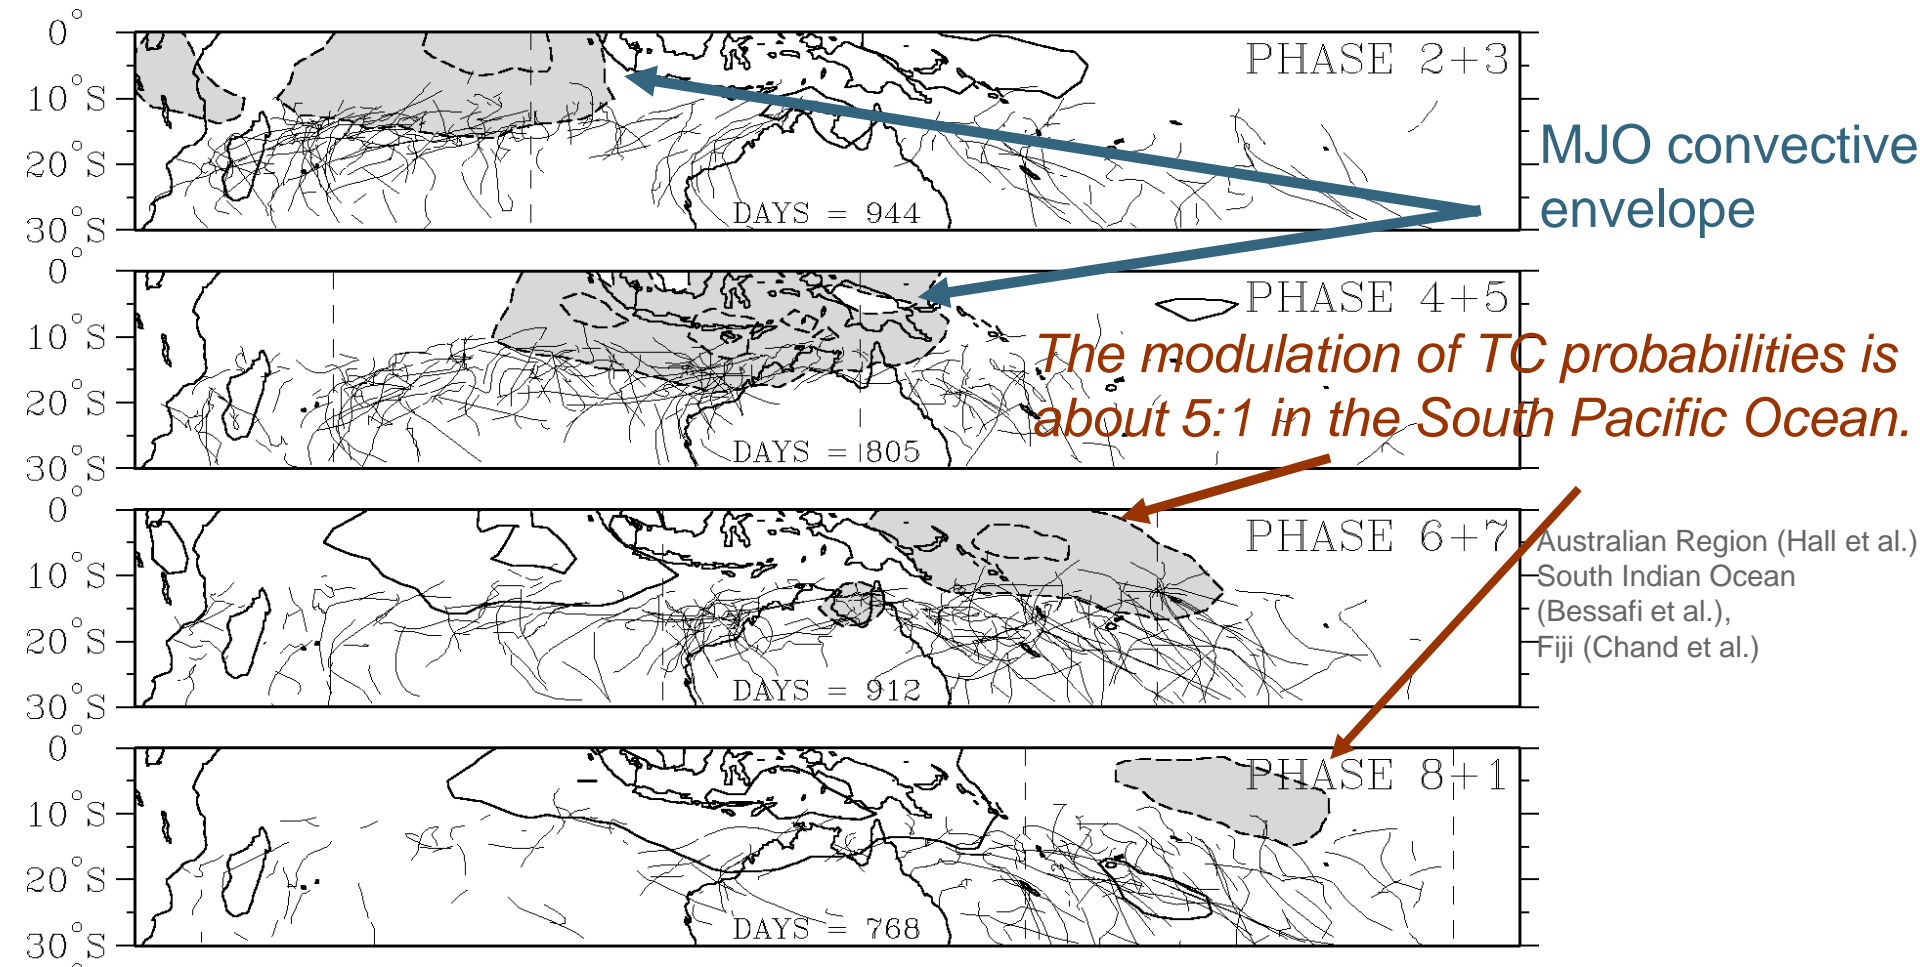 0°
10°S
20°S
30°S
PHASE 2+3
DAYS = 944
MJO convective
envelope
0°
10°S
20°S
30°S
PHASE 4+5
DAYS = 805
The modulation of TC probabilities is
about 5:1 in the South Pacific Ocean.
0°
10°S
20°S
30°S
PHASE 6+7
DAYS = 912
Australian Region (Hall et al.)
South Indian Ocean
(Bessafi et al.),
Fiji (Chand et al.)
0°
10°S
20°S
30°S
PHASE 8+1
DAYS = 768